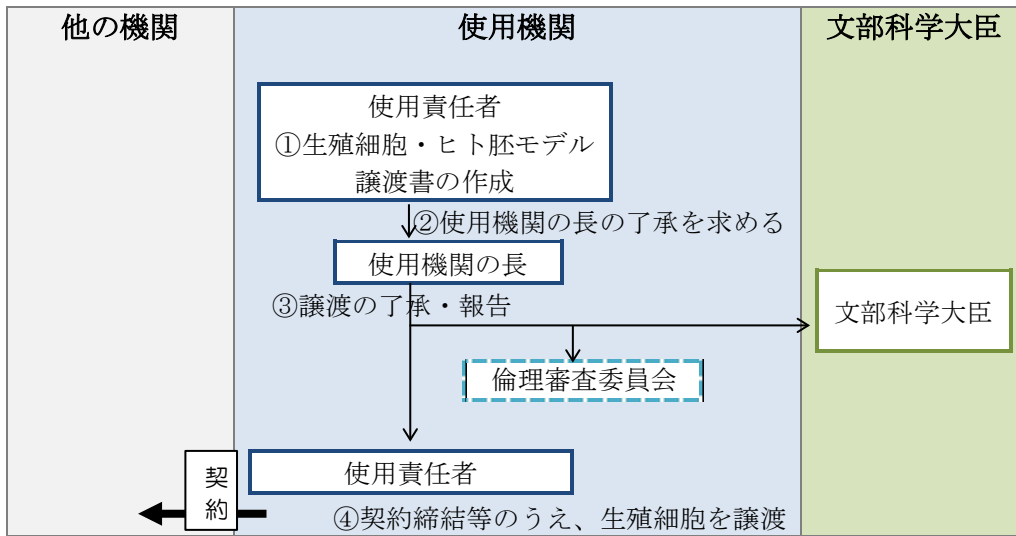 他の機関
使用機関
文部科学大臣
使用責任者
①生殖細胞・ヒト胚モデル
譲渡書の作成
②使用機関の長の了承を求める
使用機関の長
③譲渡の了承・報告
文部科学大臣
倫理審査委員会
使用責任者
契
約
④契約締結等のうえ、生殖細胞を譲渡